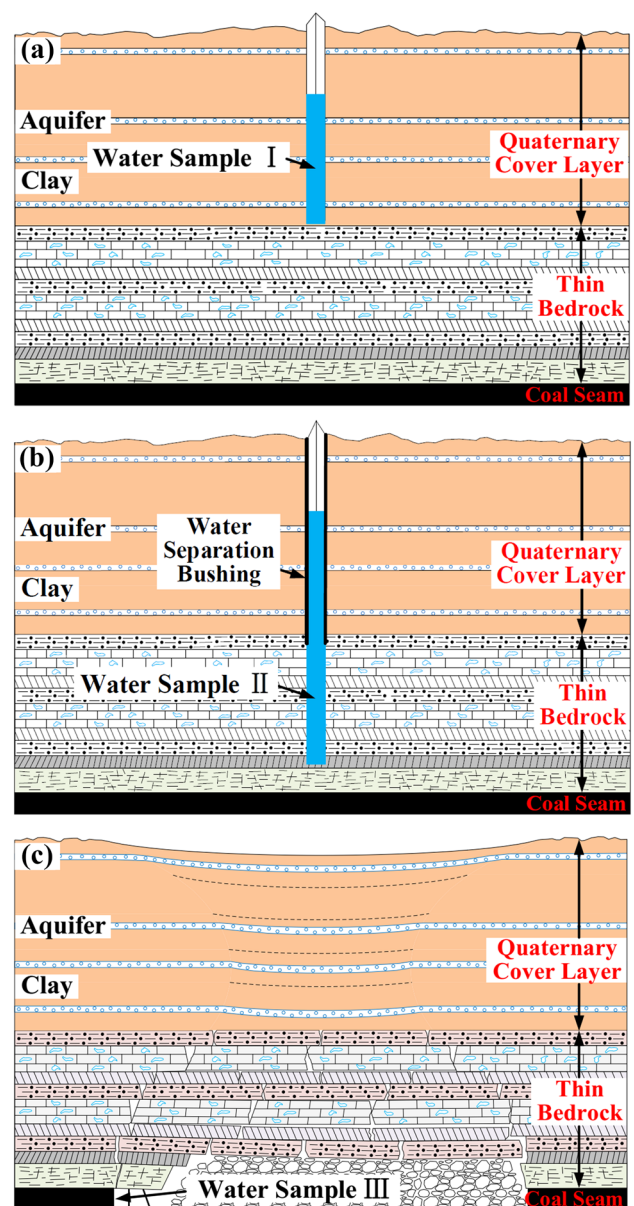 (a)
Aquifer
Water Sample Ⅰ
Clay
Quaternary
Cover Layer
Thin
Bedrock
Coal Seam
(b)
Aquifer
Water
Separation
Bushing
Clay
Quaternary
Cover Layer
Water Sample Ⅱ
Thin
Bedrock
Coal Seam
(c)
Aquifer
Clay
Quaternary
Cover Layer
Thin
Bedrock
Water Sample Ⅲ
Coal Seam